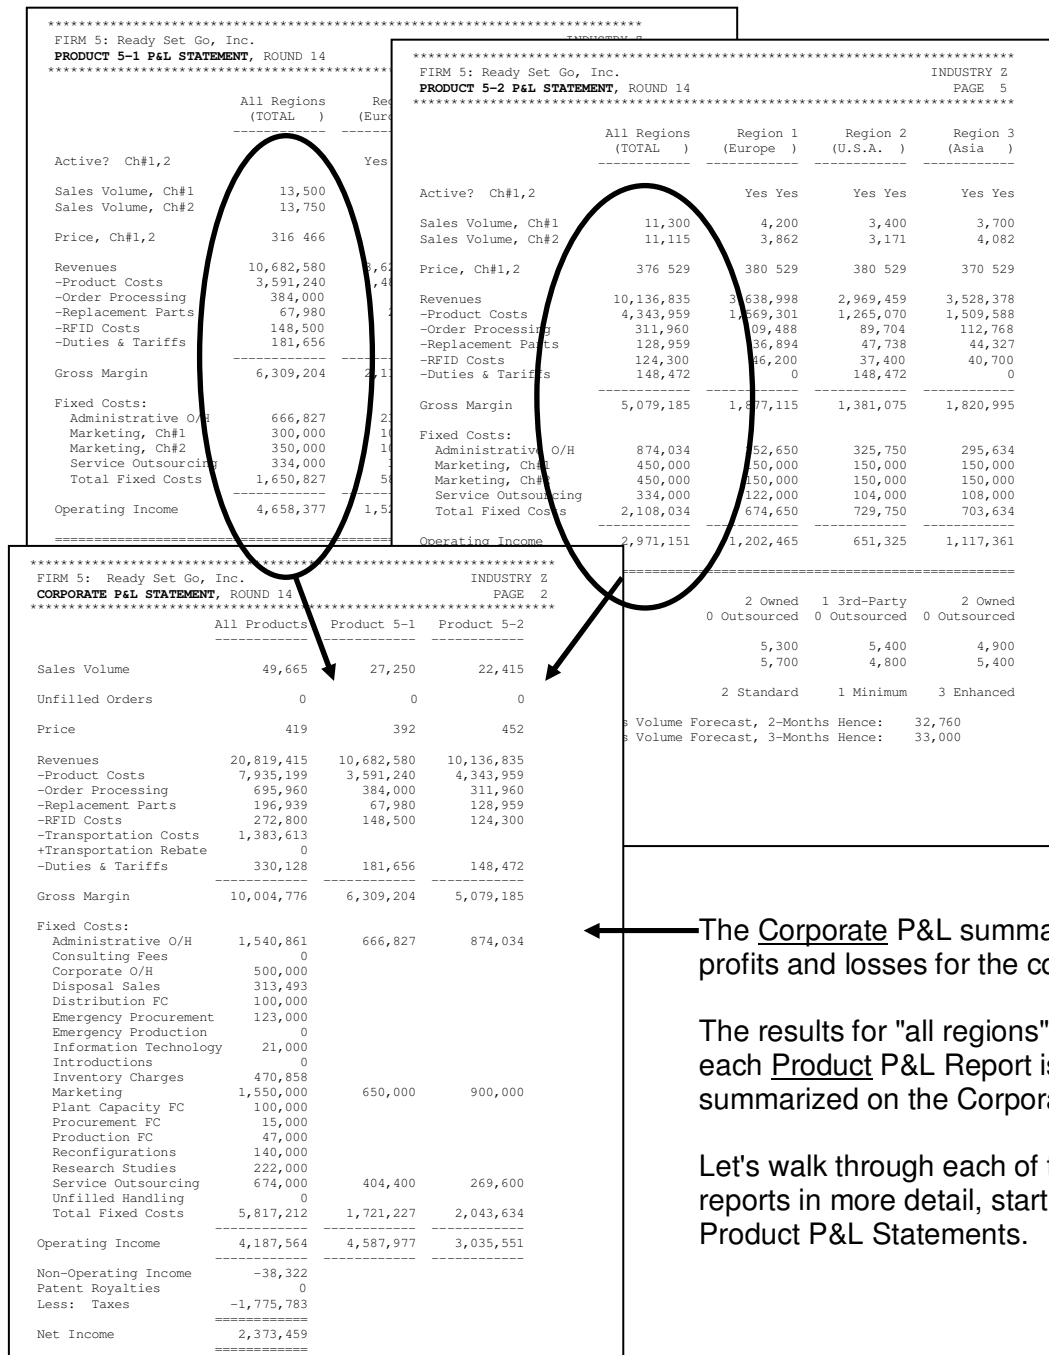 ****************************************************************************
FIRM 5: Ready Set Go, Inc. INDUSTRY Z
PRODUCT 5-1 P&L STATEMENT, ROUND 14
****************************************************************************
All Regions
(TOTAL )
Active? Ch#1,2 Yes
Sales Volume, Ch#1 13,500
Sales Volume, Ch#2 13,750
Price, Ch#1,2 316 466
Revenues 10,682,580
-Product Costs 3,591,240
-Order Processing 384,000
-Replacement Parts 67,980
-RFID Costs 148,500
-Duties & Tariffs 181,656
Gross Margin 6,309,204
Fixed Costs:
Administrative O/H 666,827
Marketing, Ch#1 300,000
Marketing, Ch#2 350,000
Service Outsourcing 334,000
Total Fixed Costs 1,650,827
Operating Income 4,658,377
****************************************************************************
FIRM 5: Ready Set Go, Inc. INDUSTRY Z
PRODUCT 5-2 P&L STATEMENT, ROUND 14 PAGE 5
****************************************************************************
All Regions Region 1 Region 2 Region 3
(TOTAL ) (Europe ) (U.S.A. ) (Asia )
Active? Ch#1,2 Yes Yes Yes Yes Yes Yes
Sales Volume, Ch#1 11,300 4,200 3,400 3,700
Sales Volume, Ch#2 11,115 3,862 3,171 4,082
Price, Ch#1,2 376 529 380 529 380 529 370 529
Revenues 10,136,835 3,638,998 2,969,459 3,528,378
-Product Costs 4,343,959 1,569,301 1,265,070 1,509,588
-Order Processing 311,960 109,488 89,704 112,768
-Replacement Parts 128,959 36,894 47,738 44,327
-RFID Costs 124,300 46,200 37,400 40,700
-Duties & Tariffs 148,472 0 148,472 0
Gross Margin 5,079,185 1,877,115 1,381,075 1,820,995
Fixed Costs:
Administrative O/H 874,034 252,650 325,750 295,634
Marketing, Ch#1 450,000 150,000 150,000 150,000
Marketing, Ch#2 450,000 150,000 150,000 150,000
Service Outsourcing 334,000 122,000 104,000 108,000
Total Fixed Costs 2,108,034 674,650 729,750 703,634
Operating Income 2,971,151 1,202,465 651,325 1,117,361
2 Owned 1 3rd-Party 2 Owned
0 Outsourced 0 Outsourced 0 Outsourced
5,300 5,400 4,900
5,700 4,800 5,400
2 Standard 1 Minimum 3 Enhanced
Volume Forecast, 2-Months Hence: 32,760
Volume Forecast, 3-Months Hence: 33,000
*******************************************************************
FIRM 5: Ready Set Go, Inc. INDUSTRY Z
CORPORATE P&L STATEMENT, ROUND 14 PAGE 2
*******************************************************************
All Products Product 5-1 Product 5-2
Sales Volume 49,665 27,250 22,415
Unfilled Orders 0 0 0
Price 419 392 452
Revenues 20,819,415 10,682,580 10,136,835
-Product Costs 7,935,199 3,591,240 4,343,959
-Order Processing 695,960 384,000 311,960
-Replacement Parts 196,939 67,980 128,959
-RFID Costs 272,800 148,500 124,300
-Transportation Costs 1,383,613
+Transportation Rebate 0
-Duties & Tariffs 330,128 181,656 148,472
Gross Margin 10,004,776 6,309,204 5,079,185
Fixed Costs:
Administrative O/H 1,540,861 666,827 874,034
Consulting Fees 0
Corporate O/H 500,000
Disposal Sales 313,493
Distribution FC 100,000
Emergency Procurement 123,000
Emergency Production 0
Information Technology 21,000
Introductions 0
Inventory Charges 470,858
Marketing 1,550,000 650,000 900,000
Plant Capacity FC 100,000
Procurement FC 15,000
Production FC 47,000
Reconfigurations 140,000
Research Studies 222,000
Service Outsourcing 674,000 404,400 269,600
Unfilled Handling 0
Total Fixed Costs 5,817,212 1,721,227 2,043,634
Operating Income 4,187,564 4,587,977 3,035,551
Non-Operating Income -38,322
Patent Royalties 0
Less: Taxes -1,775,783
Net Income 2,373,459
The Corporate P&L summa
profits and losses for the co
The results for "all regions"
each Product P&L Report is
summarized on the Corpora
Let's walk through each of t
reports in more detail, start
Product P&L Statements.